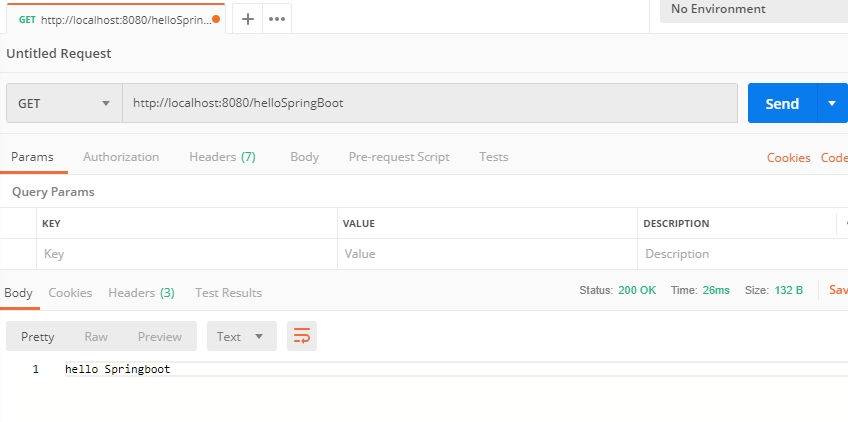 GET http://localhost:8080/helloSprin... + ••• No Environment
Untitled Request
GET http://localhost:8080/helloSpringBoot Send
Params Authorization Headers (7) Body Pre-request Script Tests Cookies Code
Query Params
KEY VALUE DESCRIPTION
Key Value Description
Body Cookies Headers (3) Test Results Status: 200 OK Time: 26ms Size: 132 B Sav
Pretty Raw Preview Text
1 hello Springboot